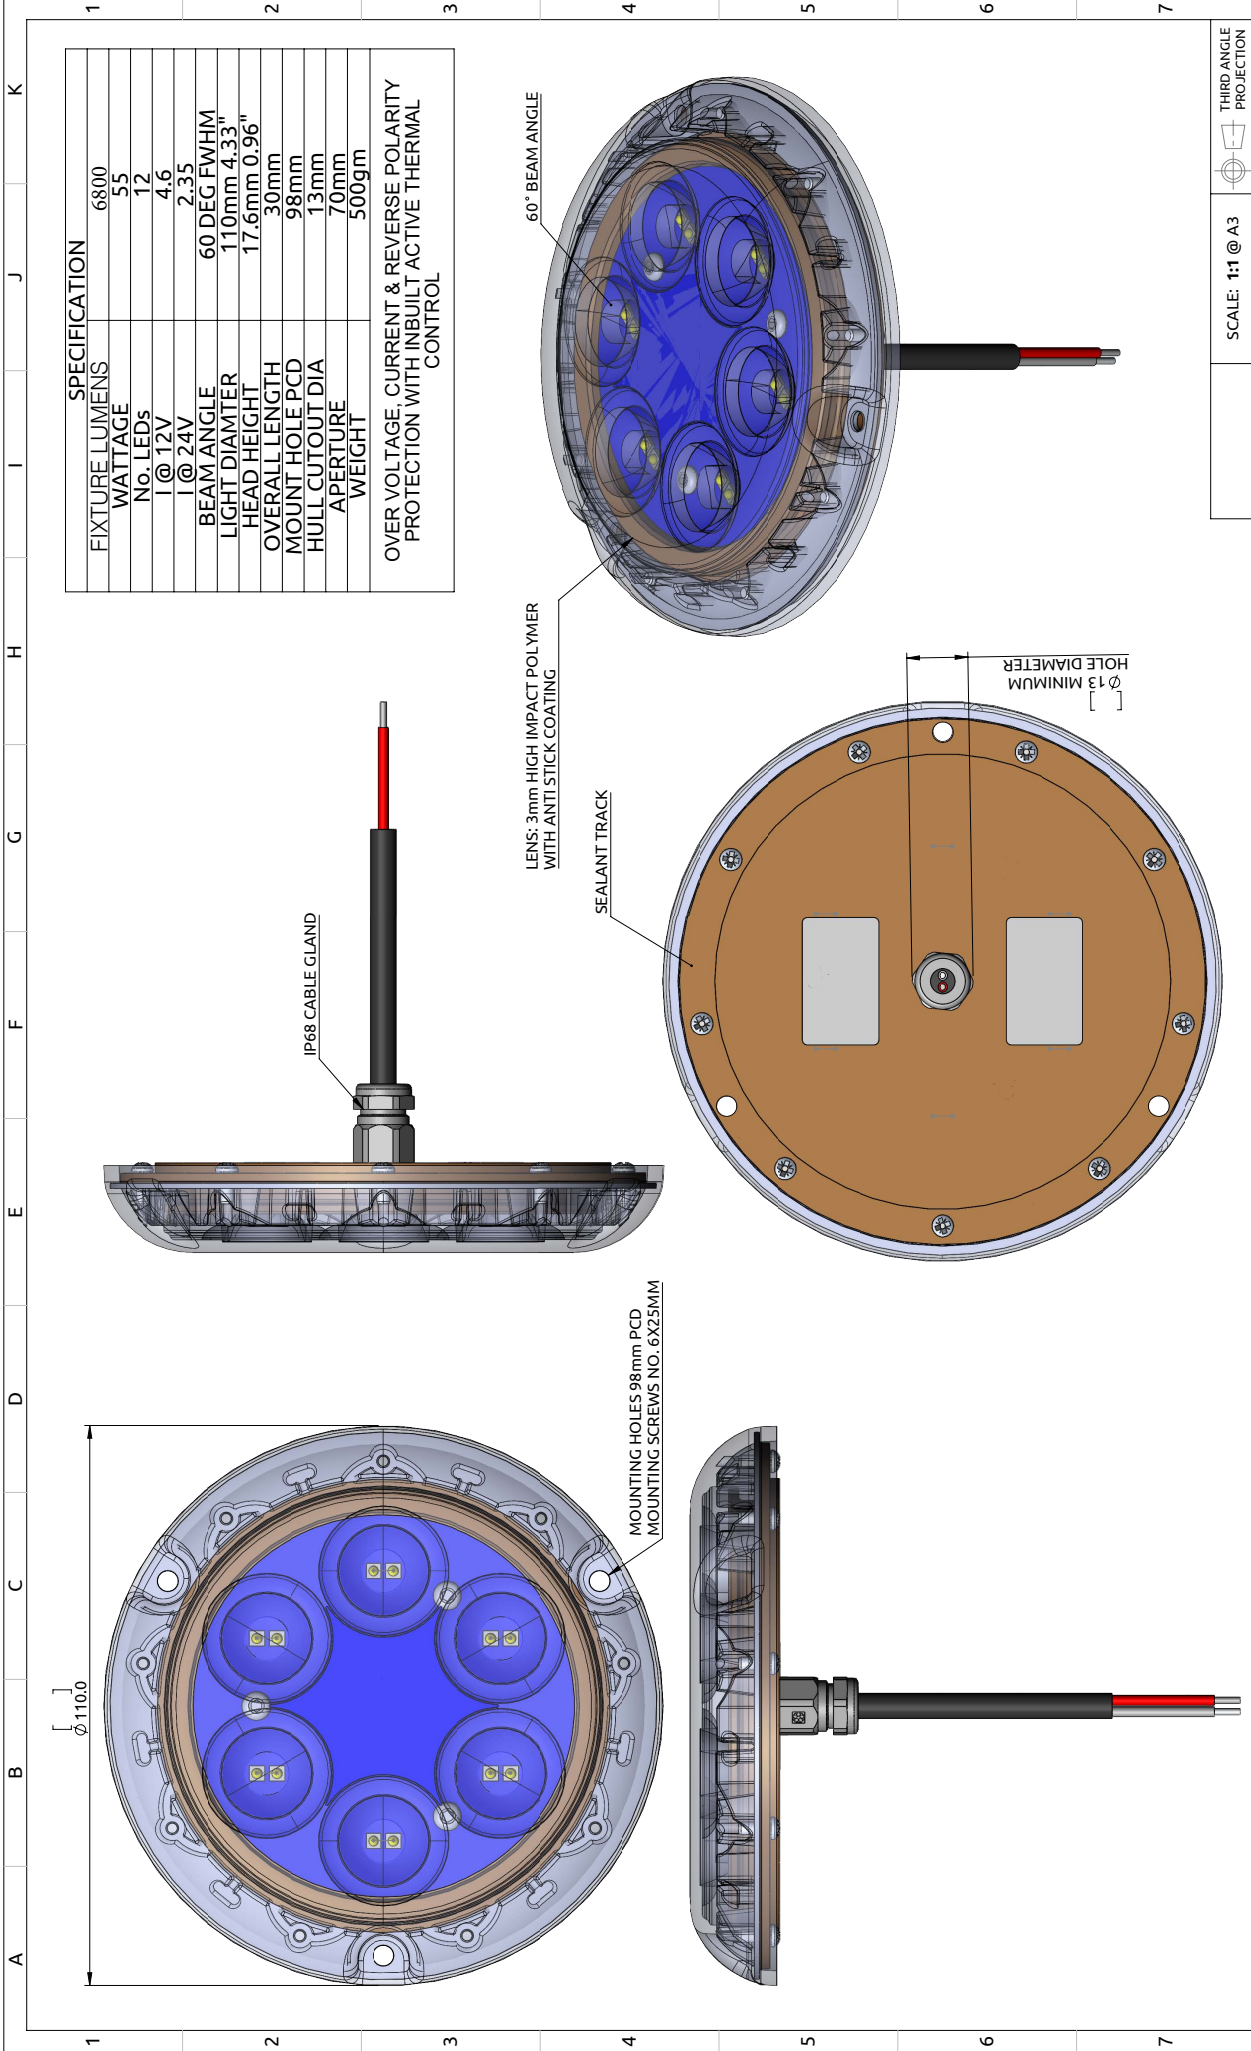 A
B
C
D
E
F
G
H
I
J
K
1
2
3
4
5
6
7
1
2
3
4
5
6
7
SPECIFICATION
FIXTURE LUMENS 6800
WATTAGE 55
No. LEDs 12
I @ 12V 4.6
I @ 24V 2.35
BEAM ANGLE 60 DEG FWHM
LIGHT DIAMTER 110mm 4.33"
HEAD HEIGHT 17.6mm 0.96"
OVERALL LENGTH 30mm
MOUNT HOLE PCD 98mm
HULL CUTOUT DIA 13mm
APERTURE 70mm
WEIGHT 500gm
OVER VOLTAGE, CURRENT & REVERSE POLARITY
PROTECTION WITH INBUILT ACTIVE THERMAL
CONTROL
[ ]
Ø 110.0
IP68 CABLE GLAND
MOUNTING HOLES 98mm PCD
MOUNTING SCREWS NO. 6X25MM
LENS: 3mm HIGH IMPACT POLYMER
WITH ANTI STICK COATING
60° BEAM ANGLE
SEALANT TRACK
[ ]
Ø13 MINIMUM
HOLE DIAMETER
SCALE: 1:1 @ A3
THIRD ANGLE
PROJECTION